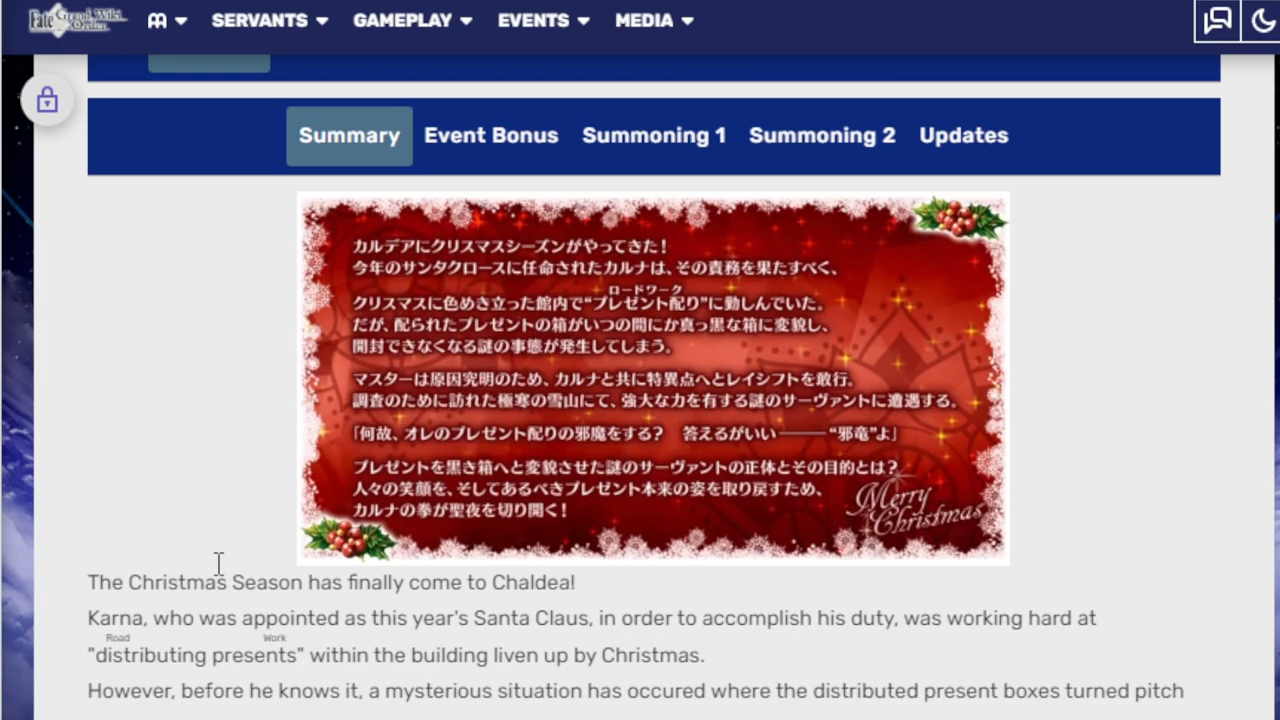 Fate Grand Order Wiki
SERVANTS GAMEPLAY EVENTS MEDIA
Summary Event Bonus Summoning 1 Summoning 2 Updates
カルデアにクリスマスシーズンがやってきた!
今年のサンタクロースに任命されたカルナは、その責務を果たすべく、
ロードワーク
クリスマスに色めき立った館内で“プレゼント配り”に勤しんでいた。
だが、配られたプレゼントの箱がいつの間にか真っ黒な箱に変貌し、
開封できなくなる謎の事態が発生してしまう。
マスターは原因究明のため、カルナと共に特異点へとレイシフトを敢行。
調査のために訪れた極寒の雪山にて、強大な力を有する謎のサーヴァントに遭遇する。
「何故、オレのプレゼント配りの邪魔をする? 答えるがいい―――“邪竜”よ」
プレゼントを黒き箱へと変貌させた謎のサーヴァントの正体とその目的とは?
人々の笑顔を、そしてあるべきプレゼント本来の姿を取り戻すため、
カルナの拳が聖夜を切り開く!
Merry
Christmas
The Christmas Season has finally come to Chaldea!
Karna, who was appointed as this year's Santa Claus, in order to accomplish his duty, was working hard at
Road Work
"distributing presents" within the building liven up by Christmas.
However, before he knows it, a mysterious situation has occured where the distributed present boxes turned pitch